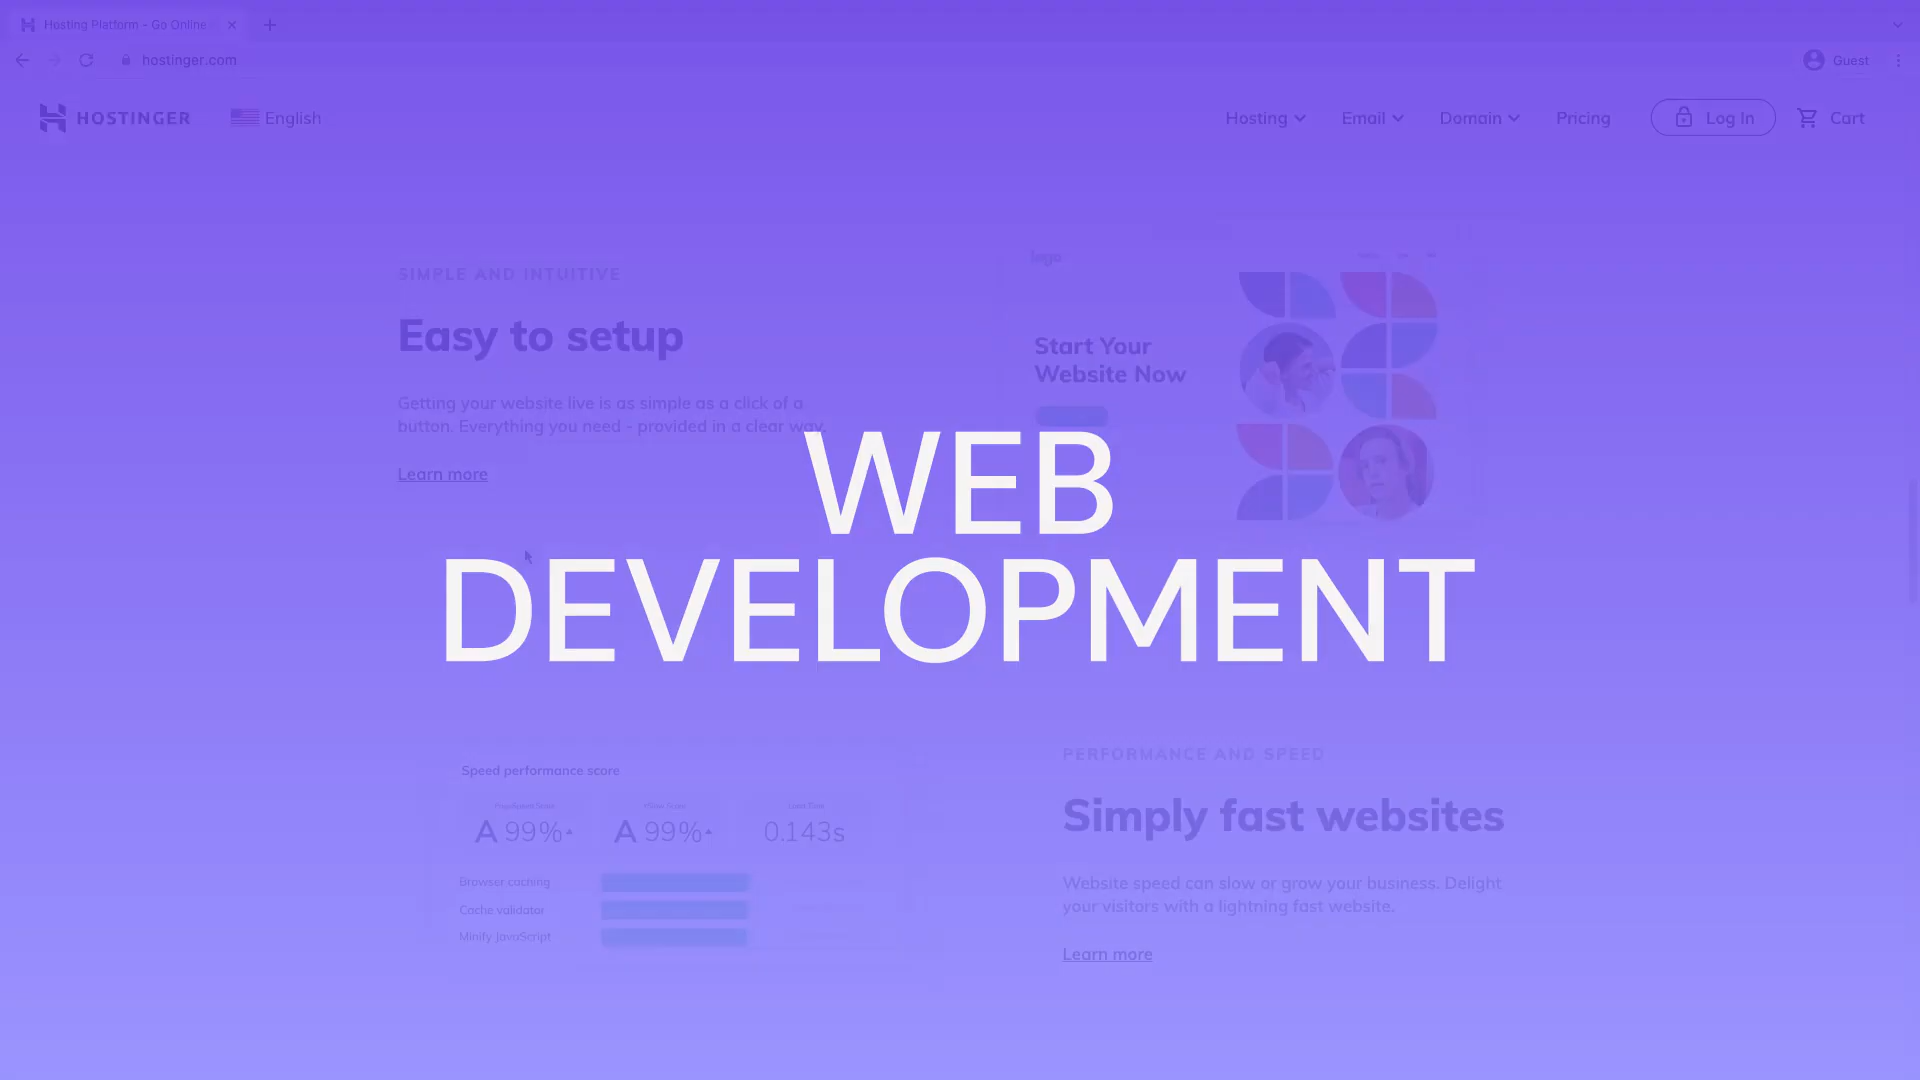 Hosting Platform - Go Online
hostinger.com
Guest
HOSTINGER
English
Hosting
Email
Domain
Pricing
Log In
Cart
SIMPLE AND INTUITIVE
Easy to setup
Getting your website live is as simple as a click of a
button. Everything you need - provided in a clear way.
Learn more
logo
Start Your
Website Now
WEB
DEVELOPMENT
Speed performance score
A 99%
A 99%
0.143s
Browser caching
Cache validator
Minify JavaScript
PERFORMANCE AND SPEED
Simply fast websites
Website speed can slow or grow your business. Delight
your visitors with a lightning fast website.
Learn more